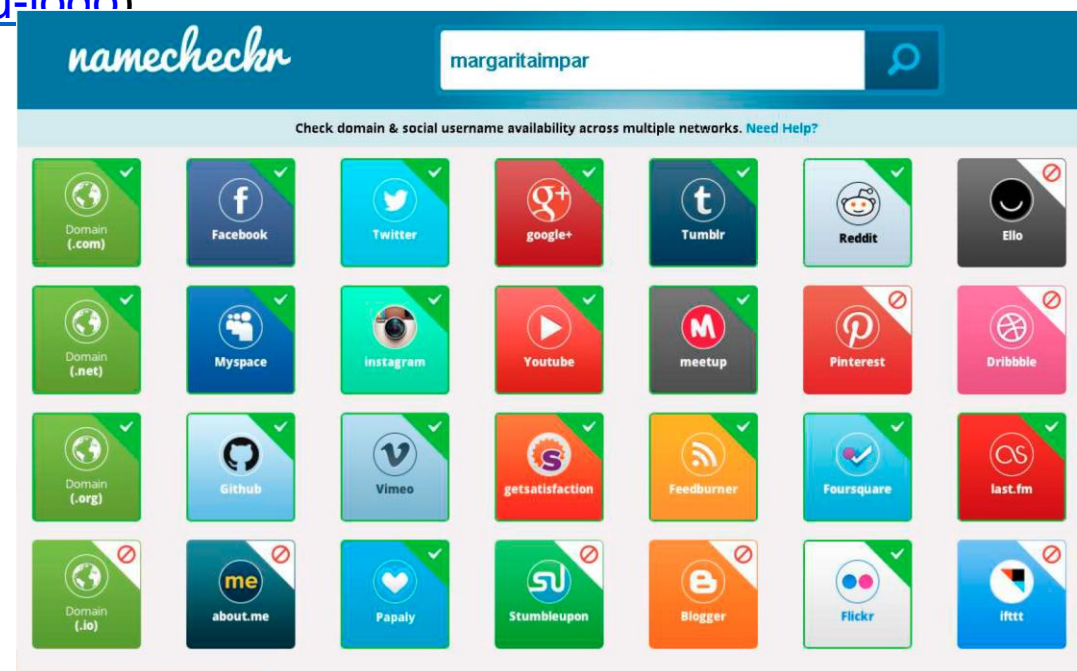 namecheckr
margaritaimpar
Check domain & social username availability across multiple networks. Need Help?
Domain
(.com)
Facebook
Twitter
google+
Tumblr
Reddit
Ello
Domain
(.net)
Myspace
instagram
Youtube
meetup
Pinterest
Dribbble
Domain
(.org)
Github
Vimeo
getsatisfaction
Feedburner
Foursquare
last.fm
Domain
(.io)
me
about.me
Papaly
Stumbleupon
Blogger
Flickr
ifttt